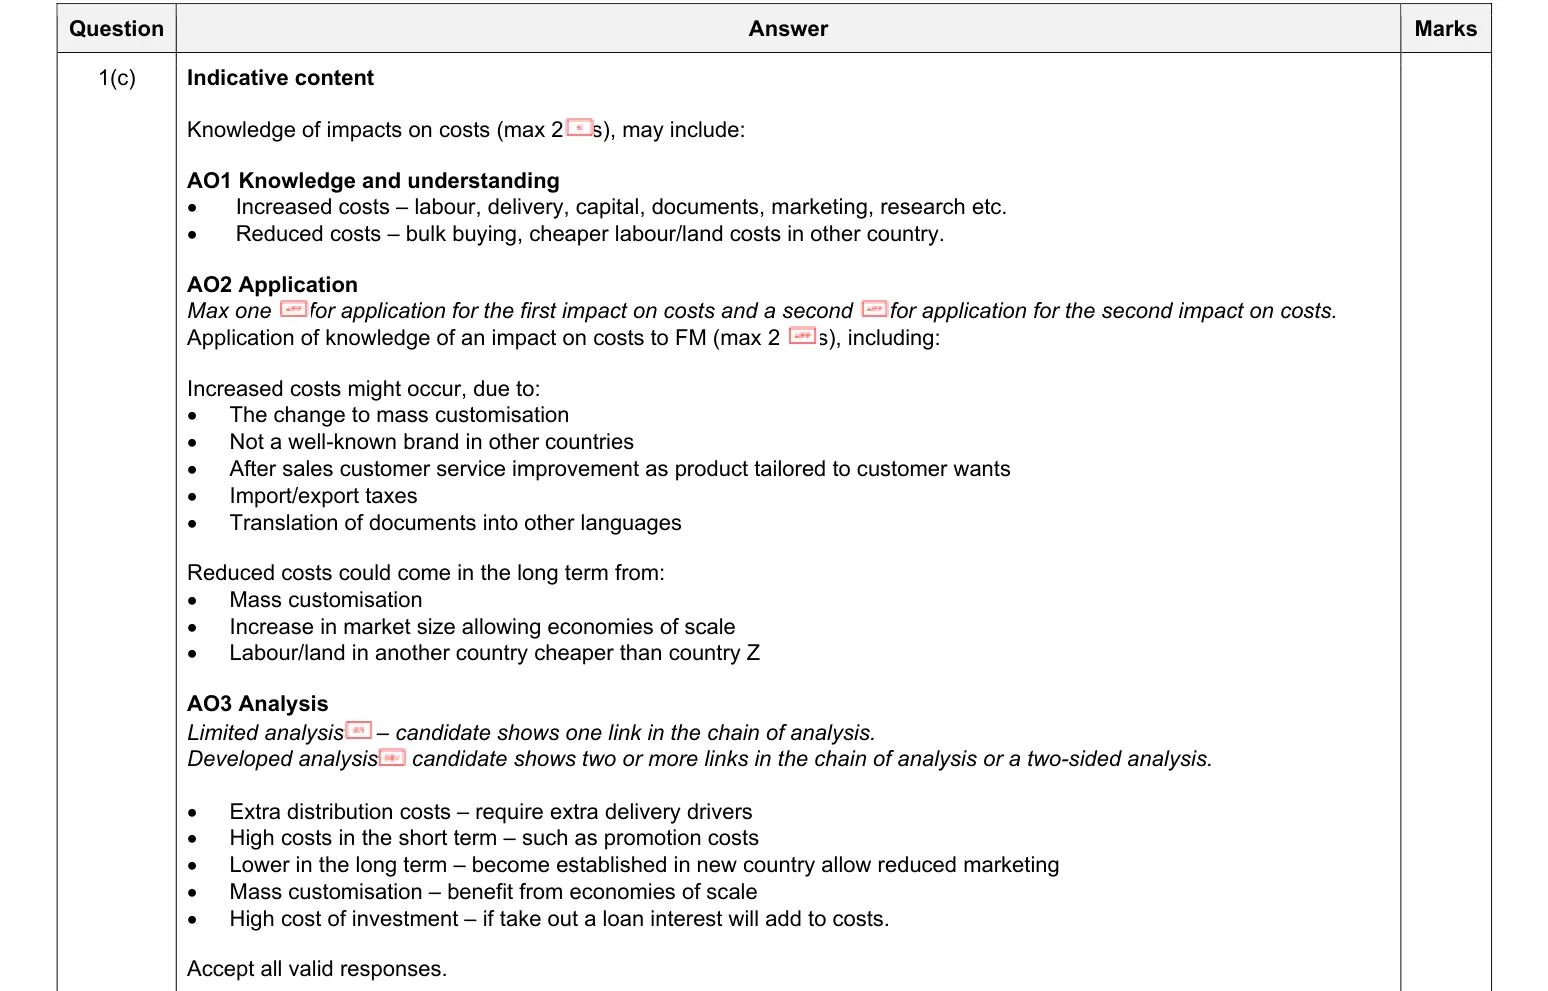 Question Answer Marks
1(c) Indicative content
Knowledge of impacts on costs (max 2 s), may include:
AO1 Knowledge and understanding
• Increased costs – labour, delivery, capital, documents, marketing, research etc.
• Reduced costs – bulk buying, cheaper labour/land costs in other country.
AO2 Application
Max one for application for the first impact on costs and a second for application for the second impact on costs.
Application of knowledge of an impact on costs to FM (max 2 s), including:
Increased costs might occur, due to:
• The change to mass customisation
• Not a well-known brand in other countries
• After sales customer service improvement as product tailored to customer wants
• Import/export taxes
• Translation of documents into other languages
Reduced costs could come in the long term from:
• Mass customisation
• Increase in market size allowing economies of scale
• Labour/land in another country cheaper than country Z
AO3 Analysis
Limited analysis – candidate shows one link in the chain of analysis.
Developed analysis candidate shows two or more links in the chain of analysis or a two-sided analysis.
• Extra distribution costs – require extra delivery drivers
• High costs in the short term – such as promotion costs
• Lower in the long term – become established in new country allow reduced marketing
• Mass customisation – benefit from economies of scale
• High cost of investment – if take out a loan interest will add to costs.
Accept all valid responses.